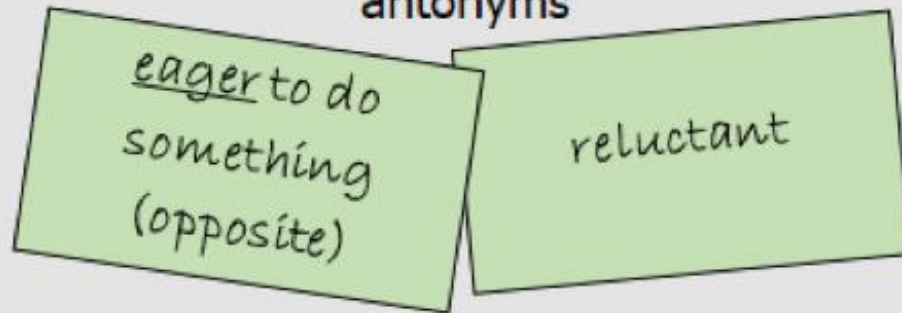 antonyms
eager to do
something
(opposite)
reluctant